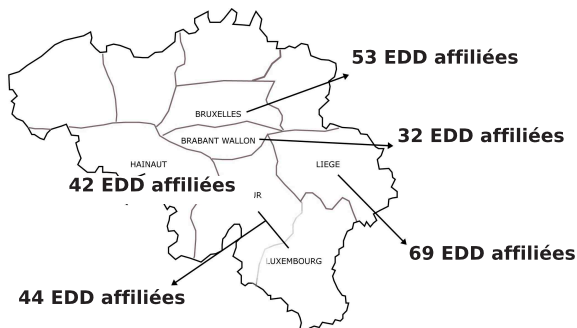 53 EDD affiliées
BRUXELLES
32 EDD affiliées
BRABANT WALLON
HAINAUT
LIEGE
42 EDD affiliées
LUXEMBOURG
69 EDD affiliées
44 EDD affiliées